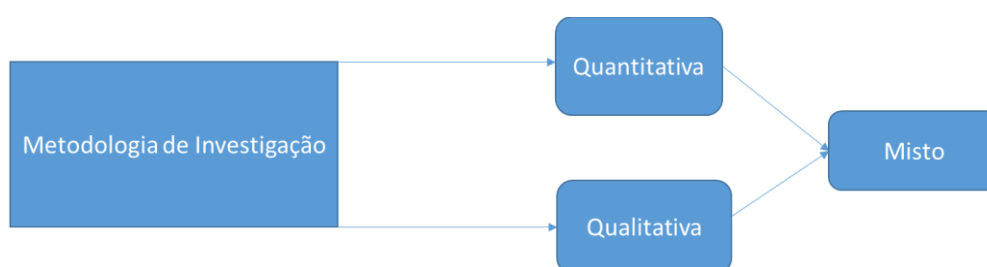 Metodologia de Investigação
Quantitativa
Qualitativa
Misto